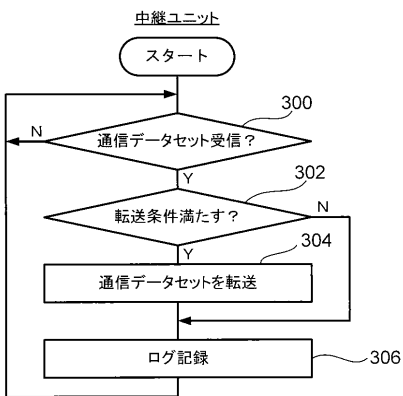 中継ユニット
スタート
300
通信データセット受信？
N
Y
302
転送条件満たす？
N
Y
304
通信データセットを転送
ログ記録
306